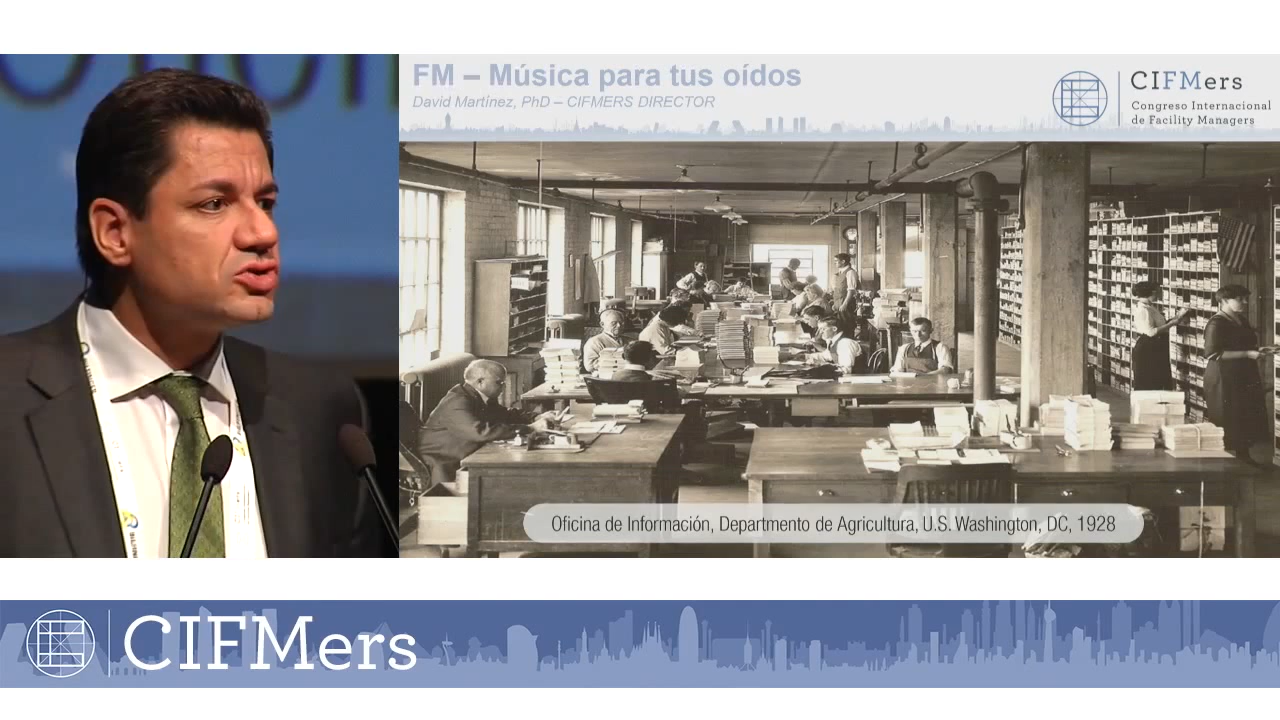 FM – Música para tus oídos
David Martínez, PhD – CIFMERS DIRECTOR
CIFMers
Congreso Internacional
de Facility Managers
Oficina de Información, Departmento de Agricultura, U.S. Washington, DC, 1928
CIFMers